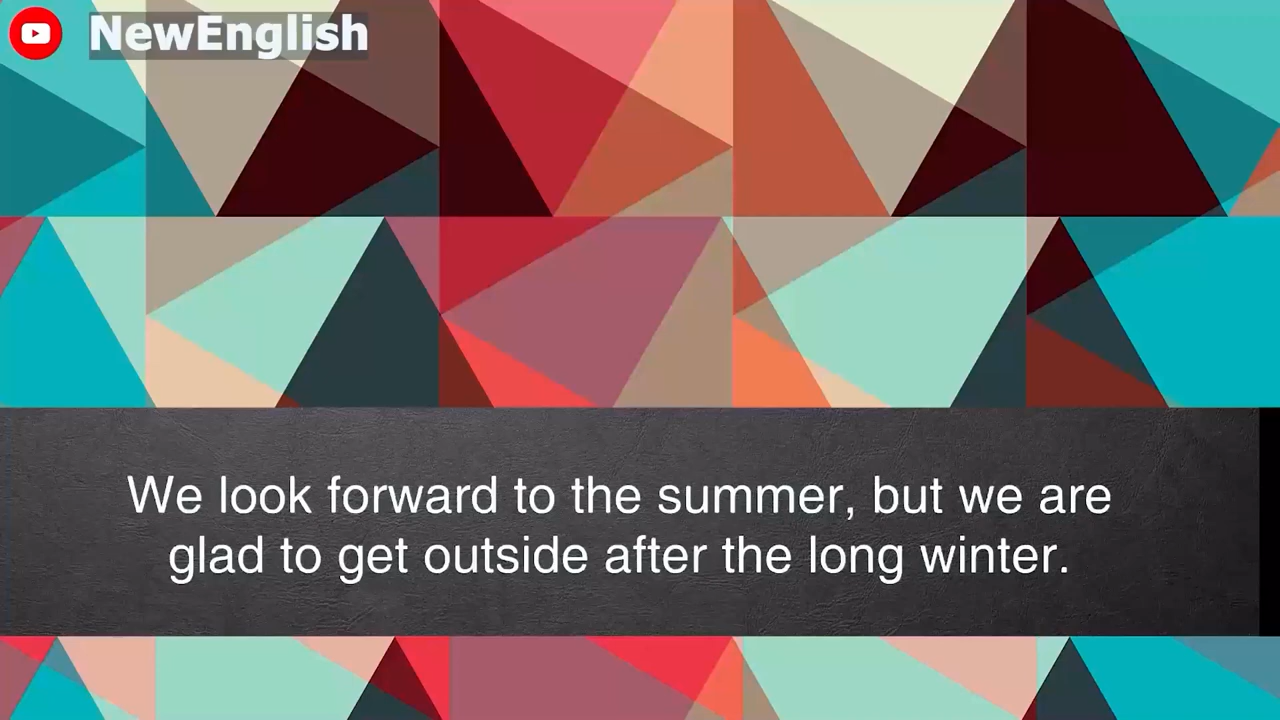 NewEnglish
We look forward to the summer, but we are
glad to get outside after the long winter.